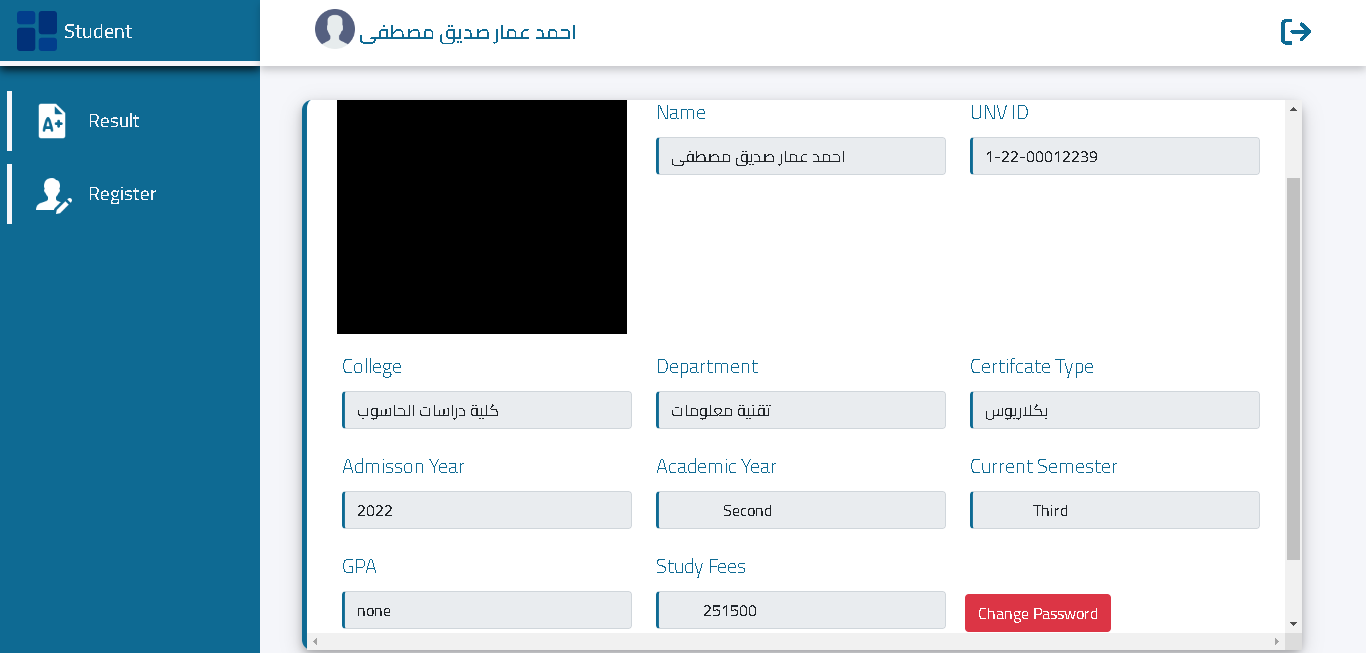 Student
احمد عمار صديق مصطفى
Result
Register
Name
UNV ID
احمد عمار صديق مصطفى
1-22-00012239
College
Department
Certifcate Type
كلية دراسات الحاسوب
تقنية معلومات
بكلاريوس
Admisson Year
Academic Year
Current Semester
2022
Second
Third
GPA
Study Fees
none
251500
Change Password